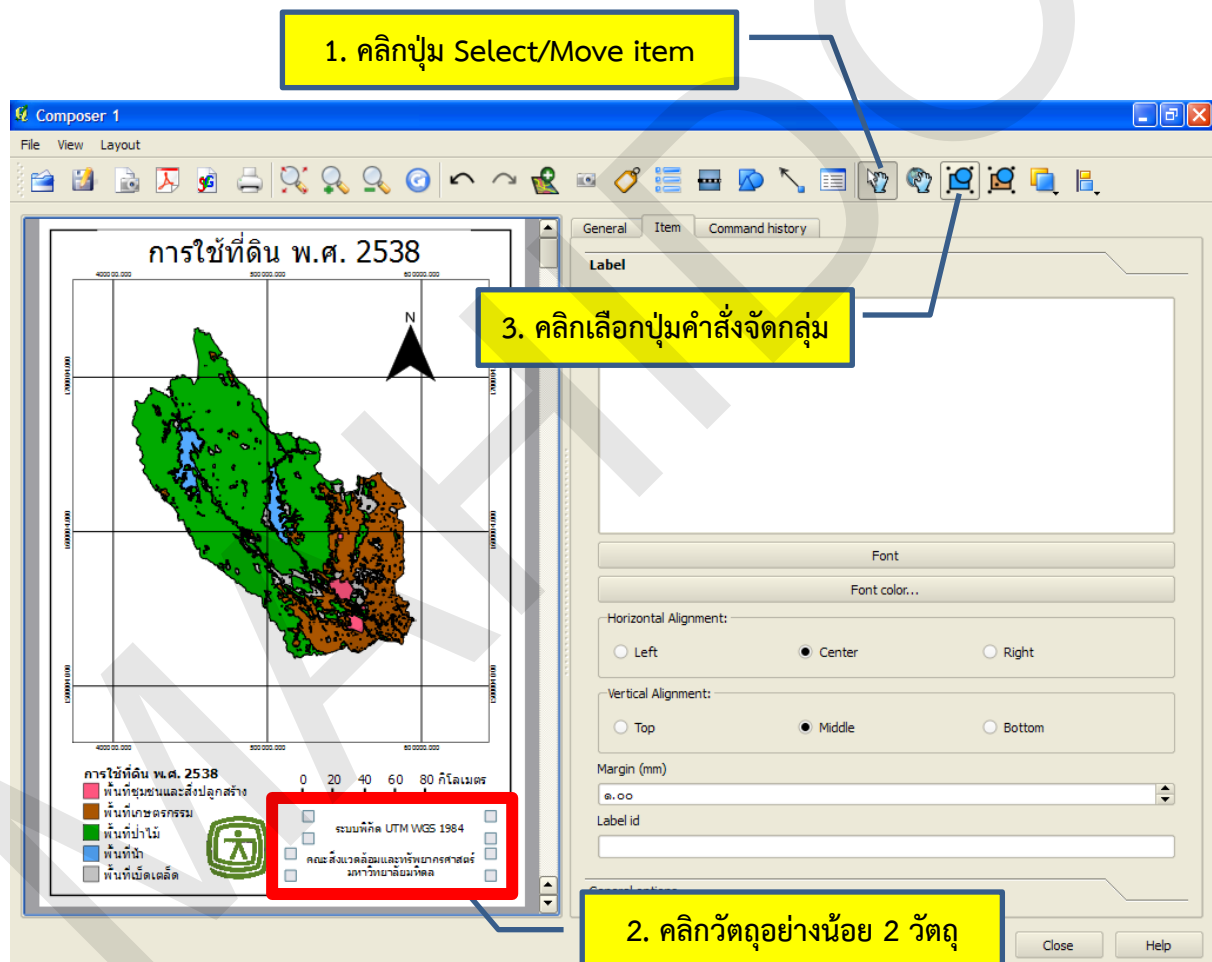 1. คลิกปุ่ม Select/Move item
Composer 1
File View Layout
General Item Command history
Label
3. คลิกเลือกปุ่มคำสั่งจัดกลุ่ม
การใช้ที่ดิน พ.ศ. 2538
N
Font
Font color...
Horizontal Alignment:
Left Center Right
Vertical Alignment:
Top Middle Bottom
Margin (mm)
๑.๐๐
Label id
General options
การใช้ที่ดิน พ.ศ. 2538
พื้นที่ชุมชนและสิ่งปลูกสร้าง
พื้นที่เกษตรกรรม
พื้นที่ป่าไม้
พื้นที่น้ำ
พื้นที่เบ็ดเตล็ด
0 20 40 60 80 กิโลเมตร
ระบบพิกัด UTM WGS 1984
คณะสิ่งแวดล้อมและทรัพยากรศาสตร์
มหาวิทยาลัยมหิดล
2. คลิกวัตถุอย่างน้อย 2 วัตถุ
Close Help